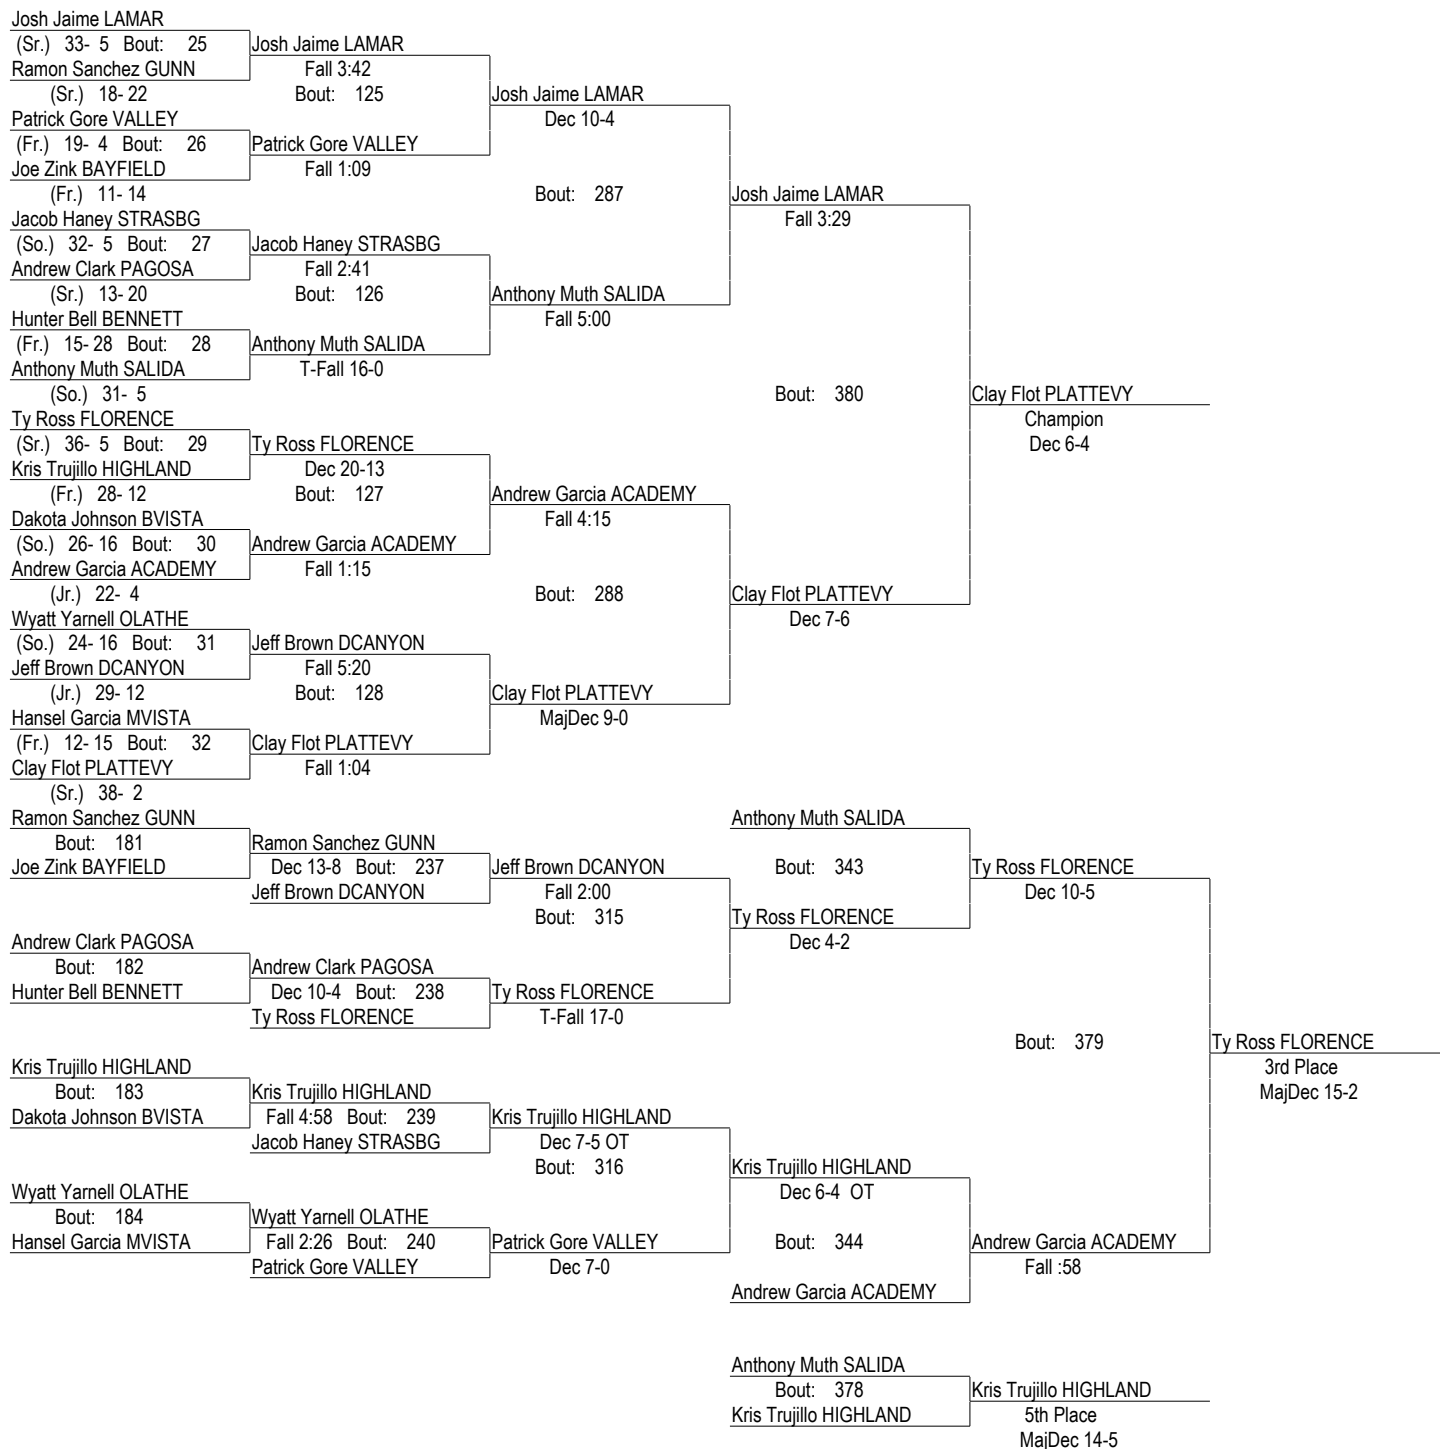 Josh Jaime LAMAR
(Sr.) 33- 5 Bout: 25
Josh Jaime LAMAR
Ramon Sanchez GUNN
Fall 3:42
(Sr.) 18- 22
Bout: 125
Josh Jaime LAMAR
Patrick Gore VALLEY
Dec 10-4
(Fr.) 19- 4 Bout: 26
Patrick Gore VALLEY
Joe Zink BAYFIELD
Fall 1:09
(Fr.) 11- 14
Bout: 287
Josh Jaime LAMAR
Jacob Haney STRASBG
Fall 3:29
(So.) 32- 5 Bout: 27
Jacob Haney STRASBG
Andrew Clark PAGOSA
Fall 2:41
(Sr.) 13- 20
Bout: 126
Anthony Muth SALIDA
Hunter Bell BENNETT
Fall 5:00
(Fr.) 15- 28 Bout: 28
Anthony Muth SALIDA
Anthony Muth SALIDA
T-Fall 16-0
(So.) 31- 5
Bout: 380
Clay Flot PLATTEVY
Ty Ross FLORENCE
Champion
(Sr.) 36- 5 Bout: 29
Ty Ross FLORENCE
Dec 6-4
Kris Trujillo HIGHLAND
Dec 20-13
(Fr.) 28- 12
Bout: 127
Andrew Garcia ACADEMY
Dakota Johnson BVISTA
Fall 4:15
(So.) 26- 16 Bout: 30
Andrew Garcia ACADEMY
Andrew Garcia ACADEMY
Fall 1:15
(Jr.) 22- 4
Bout: 288
Clay Flot PLATTEVY
Wyatt Yarnell OLATHE
Dec 7-6
(So.) 24- 16 Bout: 31
Jeff Brown DCANYON
Jeff Brown DCANYON
Fall 5:20
(Jr.) 29- 12
Bout: 128
Clay Flot PLATTEVY
Hansel Garcia MVISTA
MajDec 9-0
(Fr.) 12- 15 Bout: 32
Clay Flot PLATTEVY
Clay Flot PLATTEVY
Fall 1:04
(Sr.) 38- 2
Ramon Sanchez GUNN
Anthony Muth SALIDA
Bout: 181
Ramon Sanchez GUNN
Joe Zink BAYFIELD
Dec 13-8 Bout: 237
Jeff Brown DCANYON
Bout: 343
Ty Ross FLORENCE
Jeff Brown DCANYON
Fall 2:00
Dec 10-5
Bout: 315
Ty Ross FLORENCE
Andrew Clark PAGOSA
Dec 4-2
Bout: 182
Andrew Clark PAGOSA
Hunter Bell BENNETT
Dec 10-4 Bout: 238
Ty Ross FLORENCE
Ty Ross FLORENCE
T-Fall 17-0
Bout: 379
Ty Ross FLORENCE
Kris Trujillo HIGHLAND
3rd Place
Bout: 183
Kris Trujillo HIGHLAND
MajDec 15-2
Dakota Johnson BVISTA
Fall 4:58 Bout: 239
Kris Trujillo HIGHLAND
Jacob Haney STRASBG
Dec 7-5 OT
Bout: 316
Kris Trujillo HIGHLAND
Wyatt Yarnell OLATHE
Dec 6-4 OT
Bout: 184
Wyatt Yarnell OLATHE
Hansel Garcia MVISTA
Fall 2:26 Bout: 240
Patrick Gore VALLEY
Bout: 344
Andrew Garcia ACADEMY
Patrick Gore VALLEY
Dec 7-0
Fall :58
Andrew Garcia ACADEMY
Anthony Muth SALIDA
Bout: 378
Kris Trujillo HIGHLAND
Kris Trujillo HIGHLAND
5th Place
MajDec 14-5